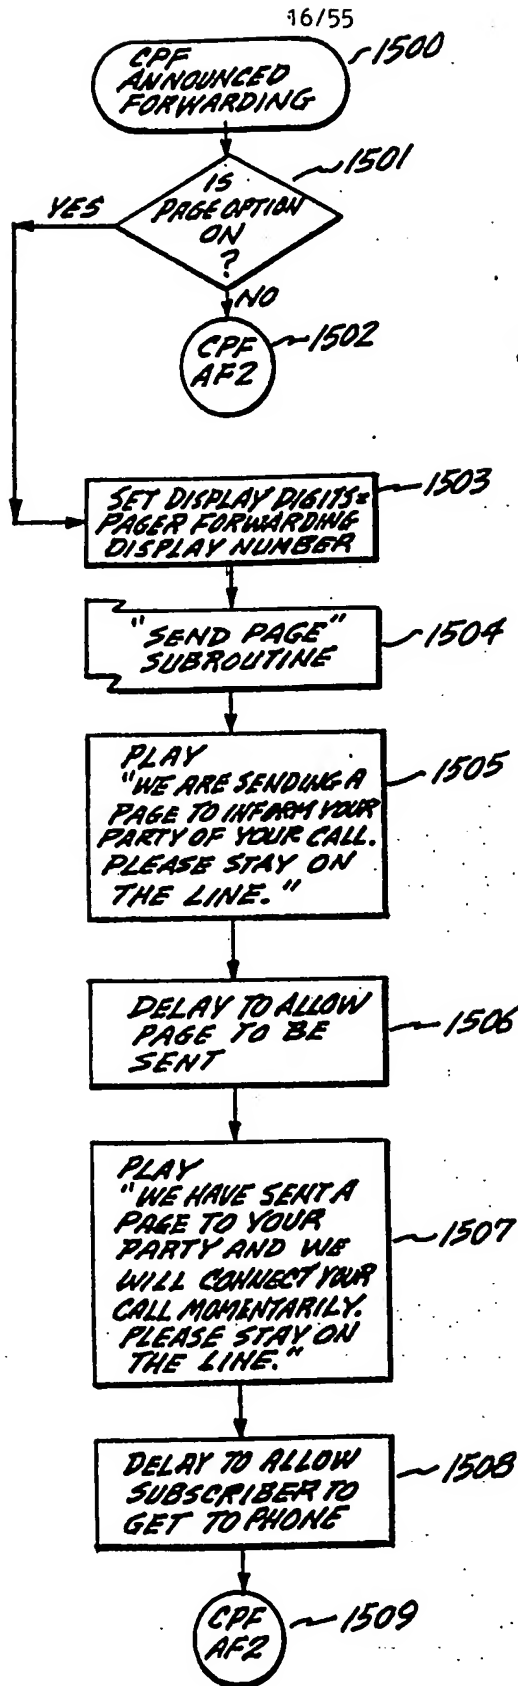 16/55
CPF
ANNOUNCED
FORWARDING
1500
IS
PAGE OPTION
ON
?
1501
YES
NO
CPF
AF2
1502
SET DISPLAY DIGITS=
PAGER FORWARDING
DISPLAY NUMBER
1503
"SEND PAGE"
SUBROUTINE
1504
PLAY
"WE ARE SENDING A
PAGE TO INFORM YOUR
PARTY OF YOUR CALL.
PLEASE STAY ON
THE LINE."
1505
DELAY TO ALLOW
PAGE TO BE
SENT
1506
PLAY
"WE HAVE SENT A
PAGE TO YOUR
PARTY AND WE
WILL CONNECT YOUR
CALL MOMENTARILY.
PLEASE STAY ON
THE LINE."
1507
DELAY TO ALLOW
SUBSCRIBER TO
GET TO PHONE
1508
CPF
AF2
1509